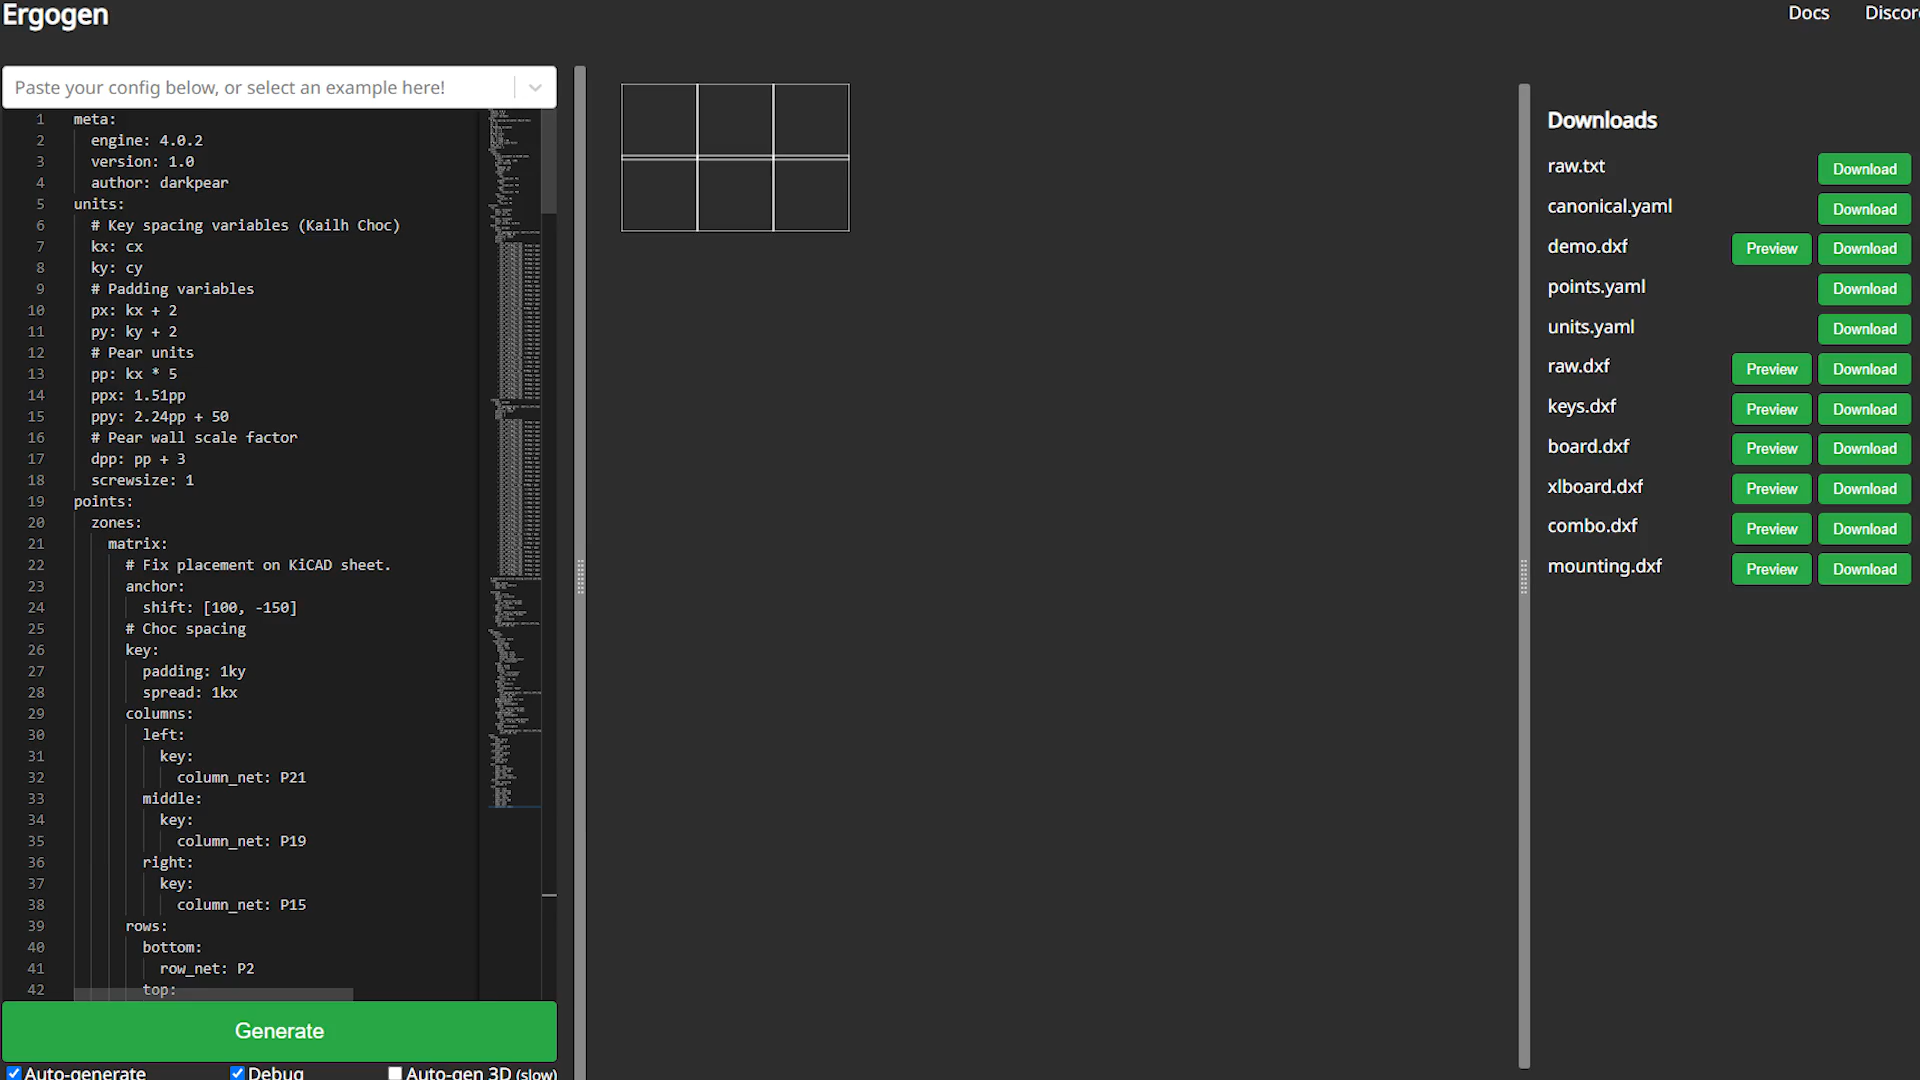 Ergogen
Docs
Discor
Paste your config below, or select an example here!
1 meta:
2 engine: 4.0.2
3 version: 1.0
4 author: darkpear
5 units:
6 # Key spacing variables (Kailh Choc)
7 kx: cx
8 ky: cy
9 # Padding variables
10 px: kx + 2
11 py: ky + 2
12 # Pear units
13 pp: kx * 5
14 ppx: 1.51pp
15 ppy: 2.24pp + 50
16 # Pear wall scale factor
17 dpp: pp + 3
18 screwsize: 1
19 points:
20 zones:
21 matrix:
22 # Fix placement on KiCAD sheet.
23 anchor:
24 shift: [100, -150]
25 # Choc spacing
26 key:
27 padding: 1ky
28 spread: 1kx
29 columns:
30 left:
31 key:
32 column_net: P21
33 middle:
34 key:
35 column_net: P19
36 right:
37 key:
38 column_net: P15
39 rows:
40 bottom:
41 row_net: P2
42 top:
Generate
Auto-generate
Debug
Auto-gen 3D (slow)
Downloads
raw.txt Download
canonical.yaml Download
demo.dxf Preview Download
points.yaml Download
units.yaml Download
raw.dxf Preview Download
keys.dxf Preview Download
board.dxf Preview Download
xlboard.dxf Preview Download
combo.dxf Preview Download
mounting.dxf Preview Download